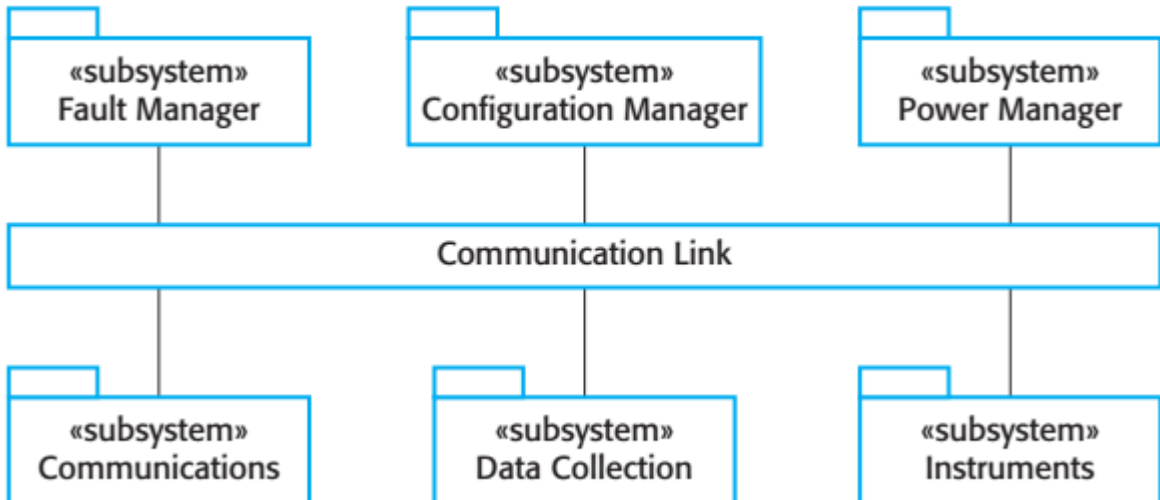 «subsystem»
Fault Manager
«subsystem»
Configuration Manager
«subsystem»
Power Manager
Communication Link
«subsystem»
Communications
«subsystem»
Data Collection
«subsystem»
Instruments